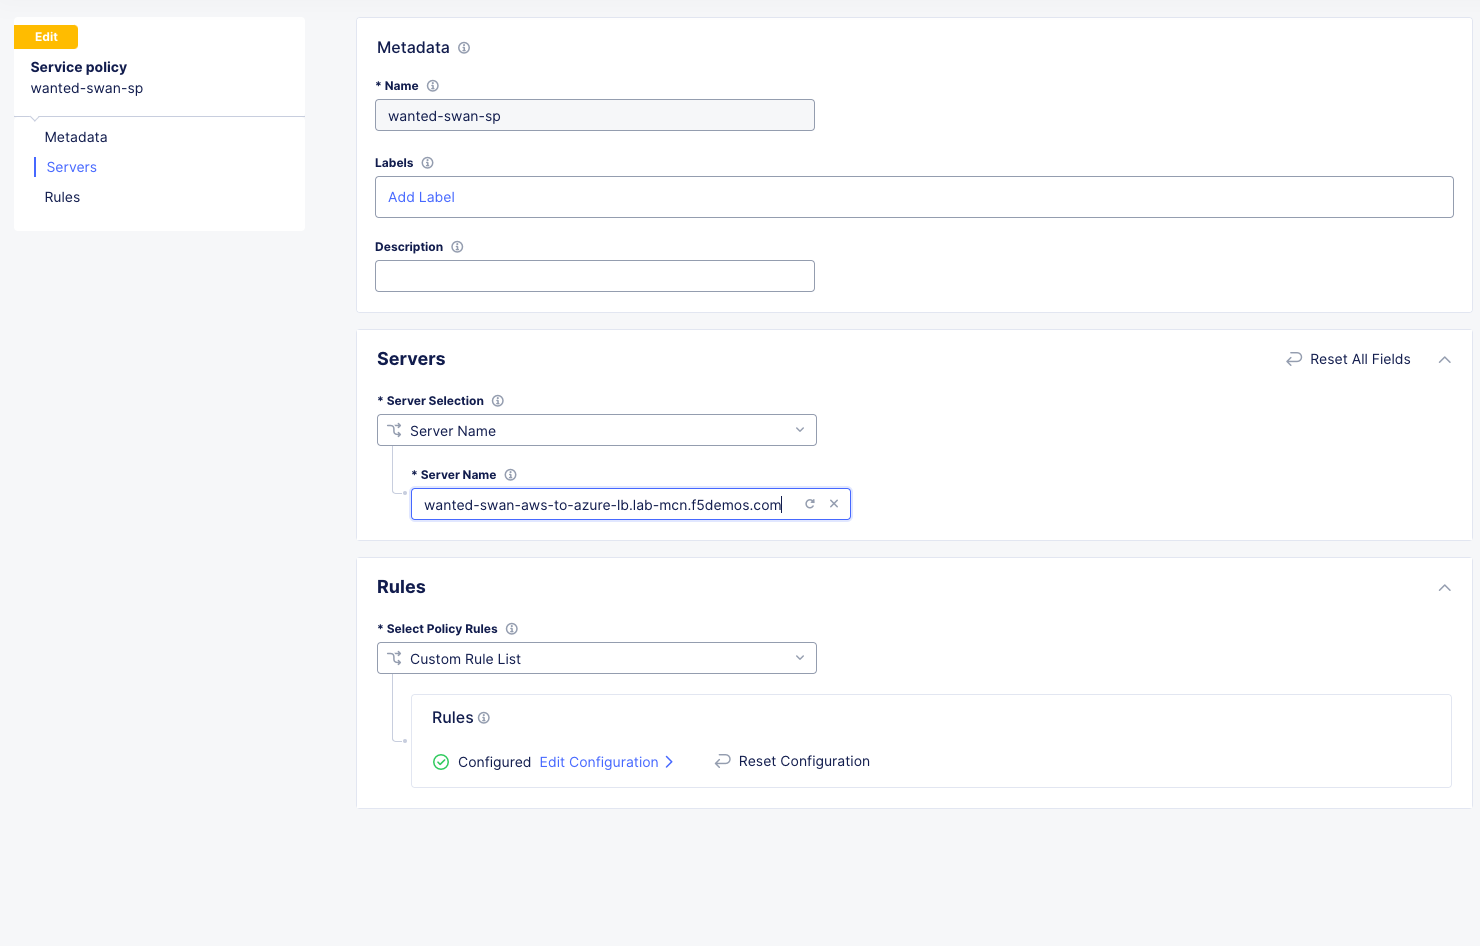 Edit
Service policy
wanted-swan-sp
Metadata
Servers
Rules
Metadata
* Name
wanted-swan-sp
Labels
Add Label
Description
Servers
Reset All Fields
* Server Selection
Server Name
* Server Name
wanted-swan-aws-to-azure-lb.lab-mcn.f5demos.com
Rules
* Select Policy Rules
Custom Rule List
Rules
Configured Edit Configuration Reset Configuration